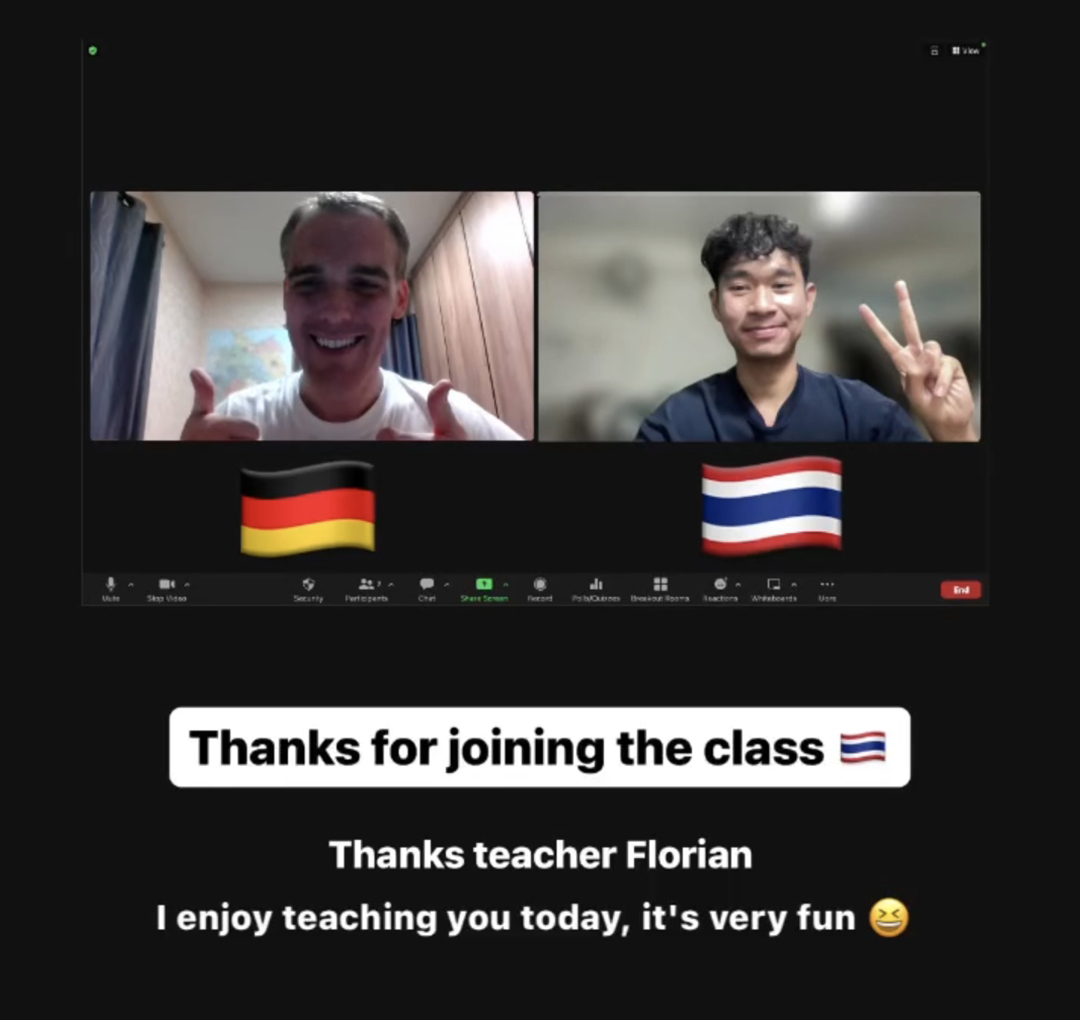 View
Mute
Stop Video
Security
Participants
2
Chat
Share Screen
Record
Polls/Quizzes
Breakout Rooms
Reactions
Whiteboards
More
End
Thanks for joining the class 🇹🇭
Thanks teacher Florian
I enjoy teaching you today, it's very fun 😆